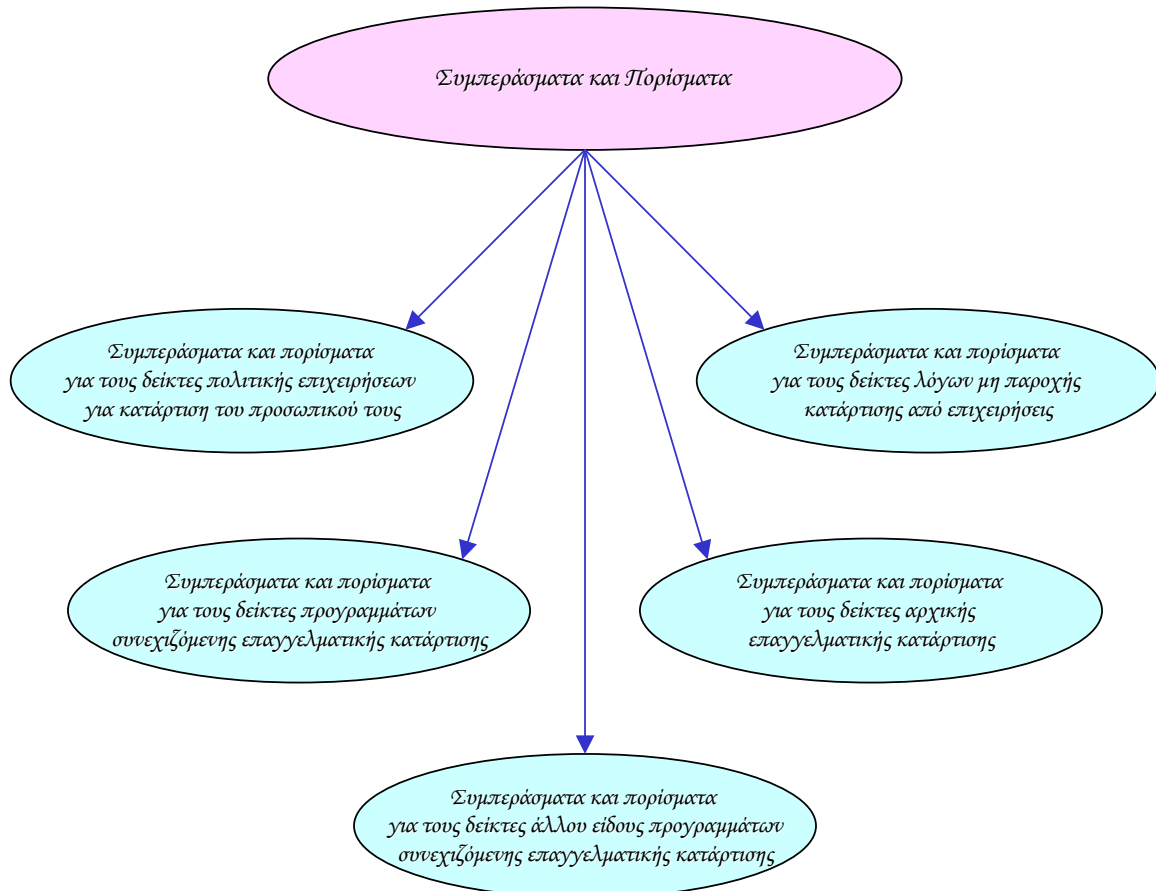 Συμπεράσματα και Πορίσματα
Συμπεράσματα και πορίσματα
για τους δείκτες πολιτικής επιχειρήσεων
για κατάρτιση του προσωπικού τους
Συμπεράσματα και πορίσματα
για τους δείκτες λόγων μη παροχής
κατάρτισης από επιχειρήσεις
Συμπεράσματα και πορίσματα
για τους δείκτες προγραμμάτων
συνεχιζόμενης επαγγελματικής κατάρτισης
Συμπεράσματα και πορίσματα
για τους δείκτες αρχικής
επαγγελματικής κατάρτισης
Συμπεράσματα και πορίσματα
για τους δείκτες άλλου είδους προγραμμάτων
συνεχιζόμενης επαγγελματικής κατάρτισης